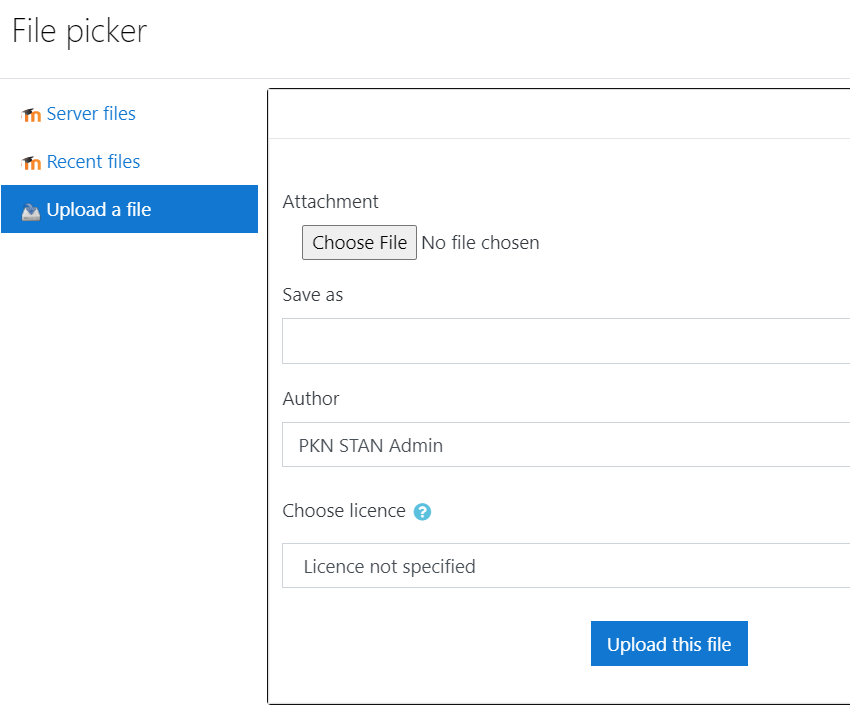 File picker
Server files
Recent files
Upload a file
Attachment
Choose File No file chosen
Save as
Author
PKN STAN Admin
Choose licence ?
Licence not specified
Upload this file